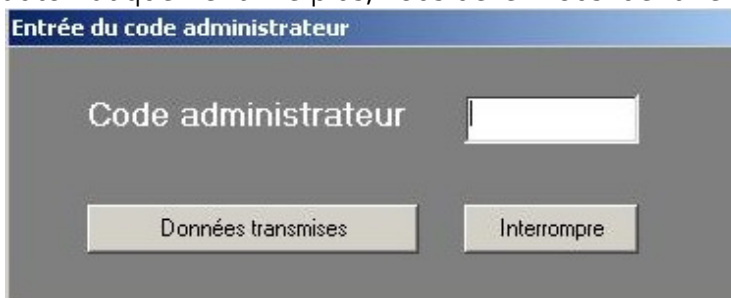 Entrée du code administrateur
Code administrateur
Données transmises
Interrompre